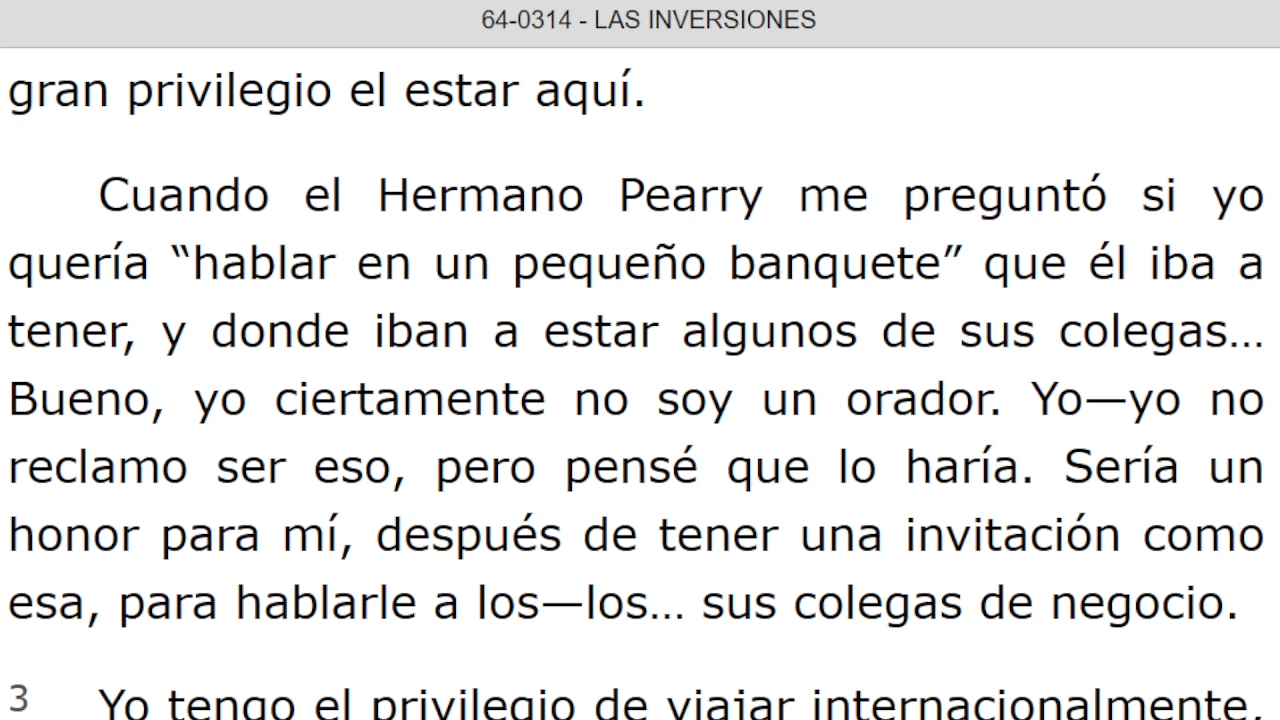 64-0314 - LAS INVERSIONES
gran privilegio el estar aquí.
Cuando el Hermano Pearry me preguntó si yo
quería “hablar en un pequeño banquete” que él iba a
tener, y donde iban a estar algunos de sus colegas…
Bueno, yo ciertamente no soy un orador. Yo—yo no
reclamo ser eso, pero pensé que lo haría. Sería un
honor para mí, después de tener una invitación como
esa, para hablarle a los—los… sus colegas de negocio.
3 Yo tengo el privilegio de viajar internacionalmente,